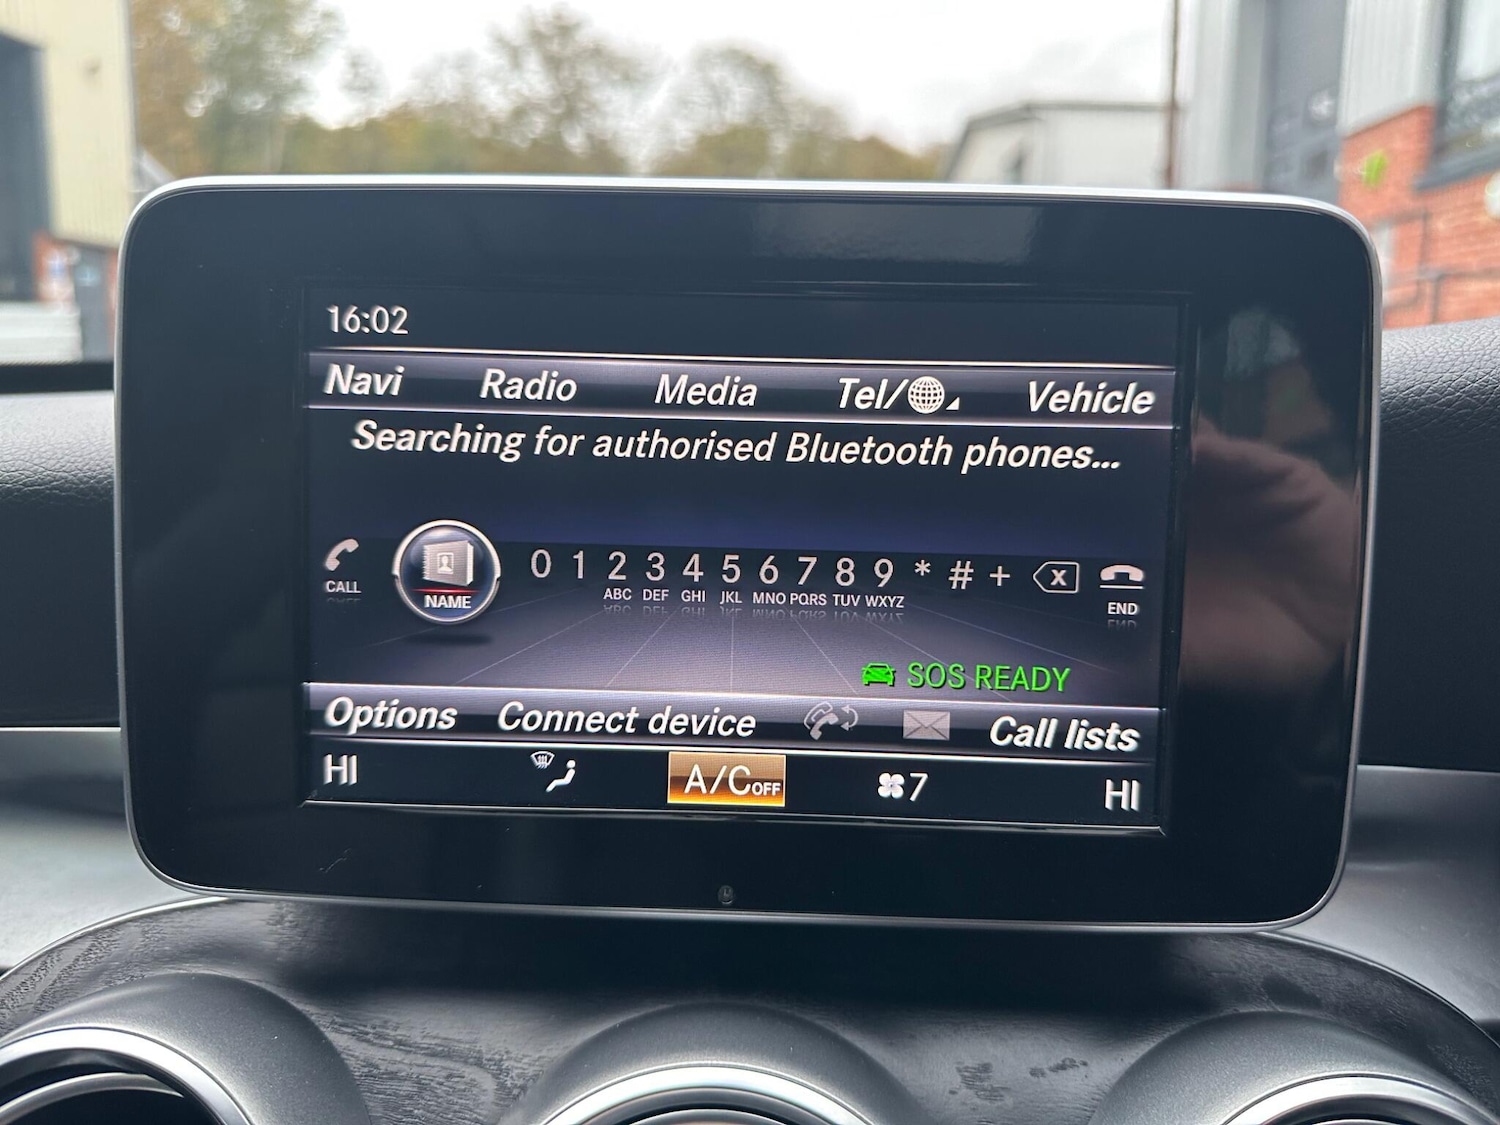 16:02
Navi Radio Media Tel/ Vehicle
Searching for authorised Bluetooth phones...
0 1 2 3 4 5 6 7 8 9 * # + x
CALL NAME ABC DEF GHI JKL MNO PQRS TUV WXYZ END
SOS READY
Options Connect device Call lists
HI A/C OFF 7 HI